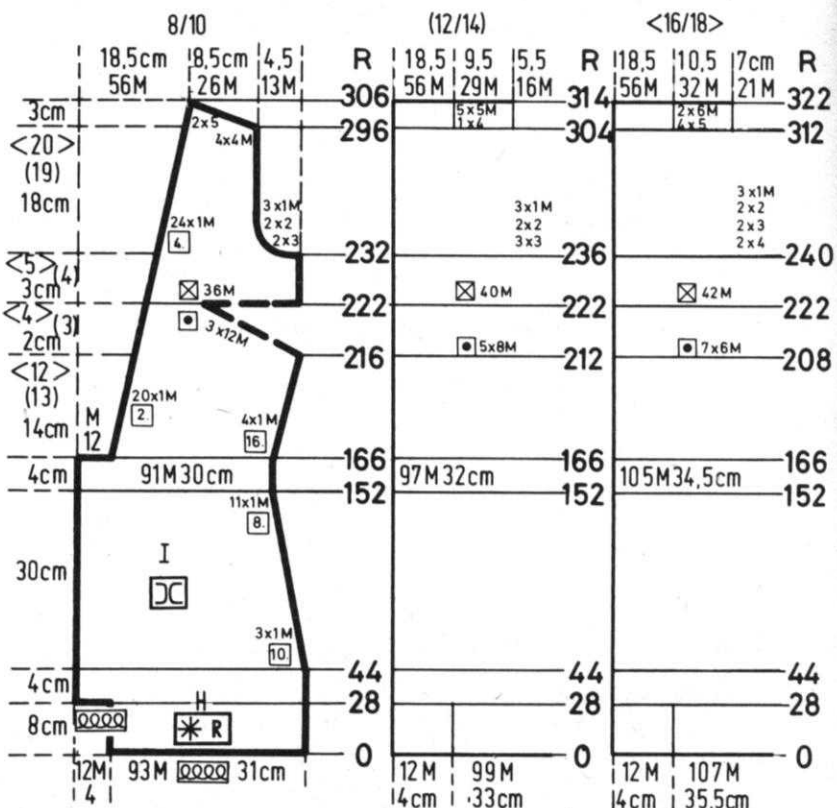 8/10 (12/14) <16/18>
18,5cm 8,5cm 4,5 R 18,5 9,5 5,5 R 18,5 10,5 7cm R
56M 26M 13M 56M 29M 16M 56M 32M 21M
306 314 322
3cm 2x5 5x5M 2x6M
4x4M 1x4 4x5
296 304 312
<20>
(19)
18cm
3x1M 3x1M 3x1M
24x1M 2x2 2x2 2x2
4. 2x3 3x3 2x3
2x4
232 236 240
<5> (4)
3cm 36M 40M 42M
222 222 222
<4> (3)
2cm 3x12M 5x8M 7x6M
216 212 208
<12>
(13)
14cm
20x1M
2.
M
12
4x1M
16.
166 166 166
4cm 91M 30cm 97M 32cm 105M 34,5cm
152 152 152
11x1M
8.
I
30cm
3x1M
10.
44 44 44
4cm
28 28 28
H
8cm R
0 0 0
12M 93M 31cm 12M 99M 12M 107M
4 4cm 33cm 4cm 35,5cm